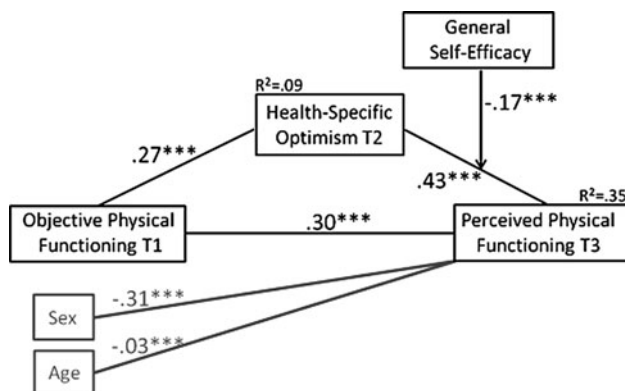 General
Self-Efficacy
R²=.09
-.17***
Health-Specific
Optimism T2
.27***
.43***
R²=.35
Objective Physical
Functioning T1
.30***
Perceived Physical
Functioning T3
Sex
-.31***
Age
-.03***